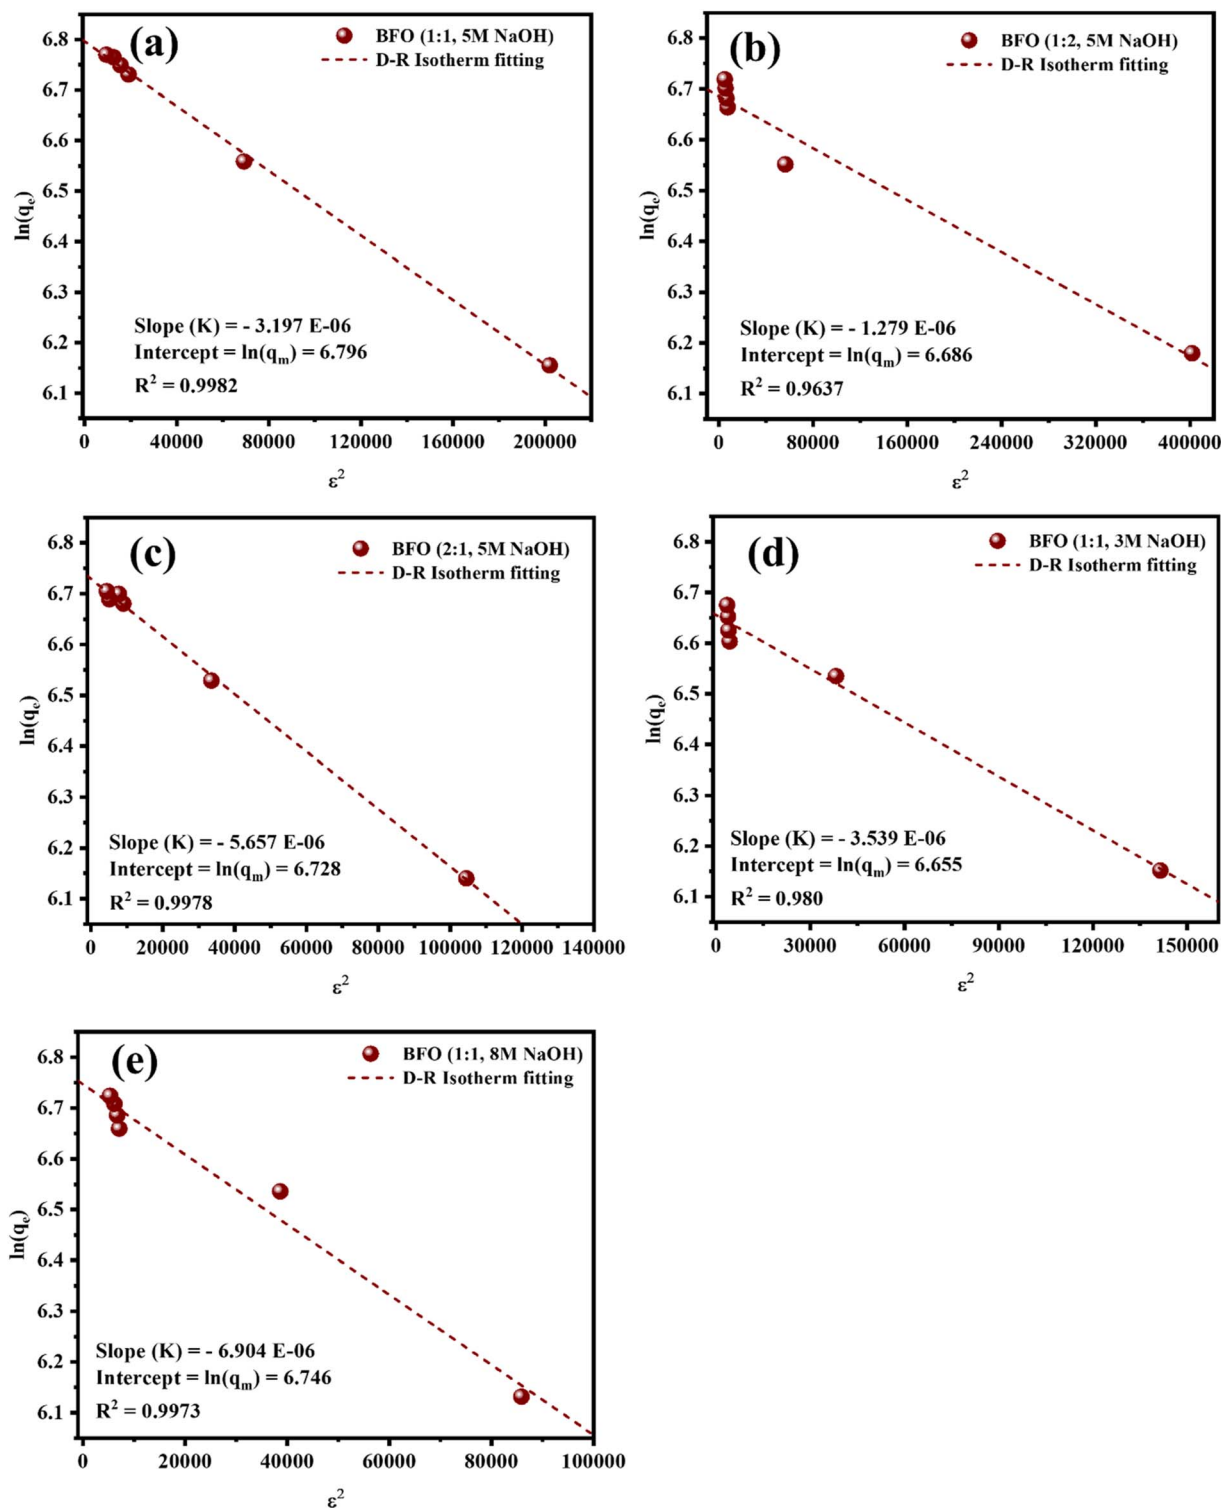 (a)
BFO (1:1, 5M NaOH)
D-R Isotherm fitting
6.8
6.7
6.6
6.5
6.4
6.3
6.2
6.1
ln(qe)
Slope (K) = - 3.197 E-06
Intercept = ln(qm) = 6.796
R² = 0.9982
0 40000 80000 120000 160000 200000
ε²
(b)
BFO (1:2, 5M NaOH)
D-R Isotherm fitting
6.8
6.7
6.6
6.5
6.4
6.3
6.2
6.1
ln(qe)
Slope (K) = - 1.279 E-06
Intercept = ln(qm) = 6.686
R² = 0.9637
0 80000 160000 240000 320000 400000
ε²
(c)
BFO (2:1, 5M NaOH)
D-R Isotherm fitting
6.8
6.7
6.6
6.5
6.4
6.3
6.2
6.1
ln(qe)
Slope (K) = - 5.657 E-06
Intercept = ln(qm) = 6.728
R² = 0.9978
0 20000 40000 60000 80000 100000 120000 140000
ε²
(d)
BFO (1:1, 3M NaOH)
D-R Isotherm fitting
6.8
6.7
6.6
6.5
6.4
6.3
6.2
6.1
ln(qe)
Slope (K) = - 3.539 E-06
Intercept = ln(qm) = 6.655
R² = 0.980
0 30000 60000 90000 120000 150000
ε²
(e)
BFO (1:1, 8M NaOH)
D-R Isotherm fitting
6.8
6.7
6.6
6.5
6.4
6.3
6.2
6.1
ln(qe)
Slope (K) = - 6.904 E-06
Intercept = ln(qm) = 6.746
R² = 0.9973
0 20000 40000 60000 80000 100000
ε²